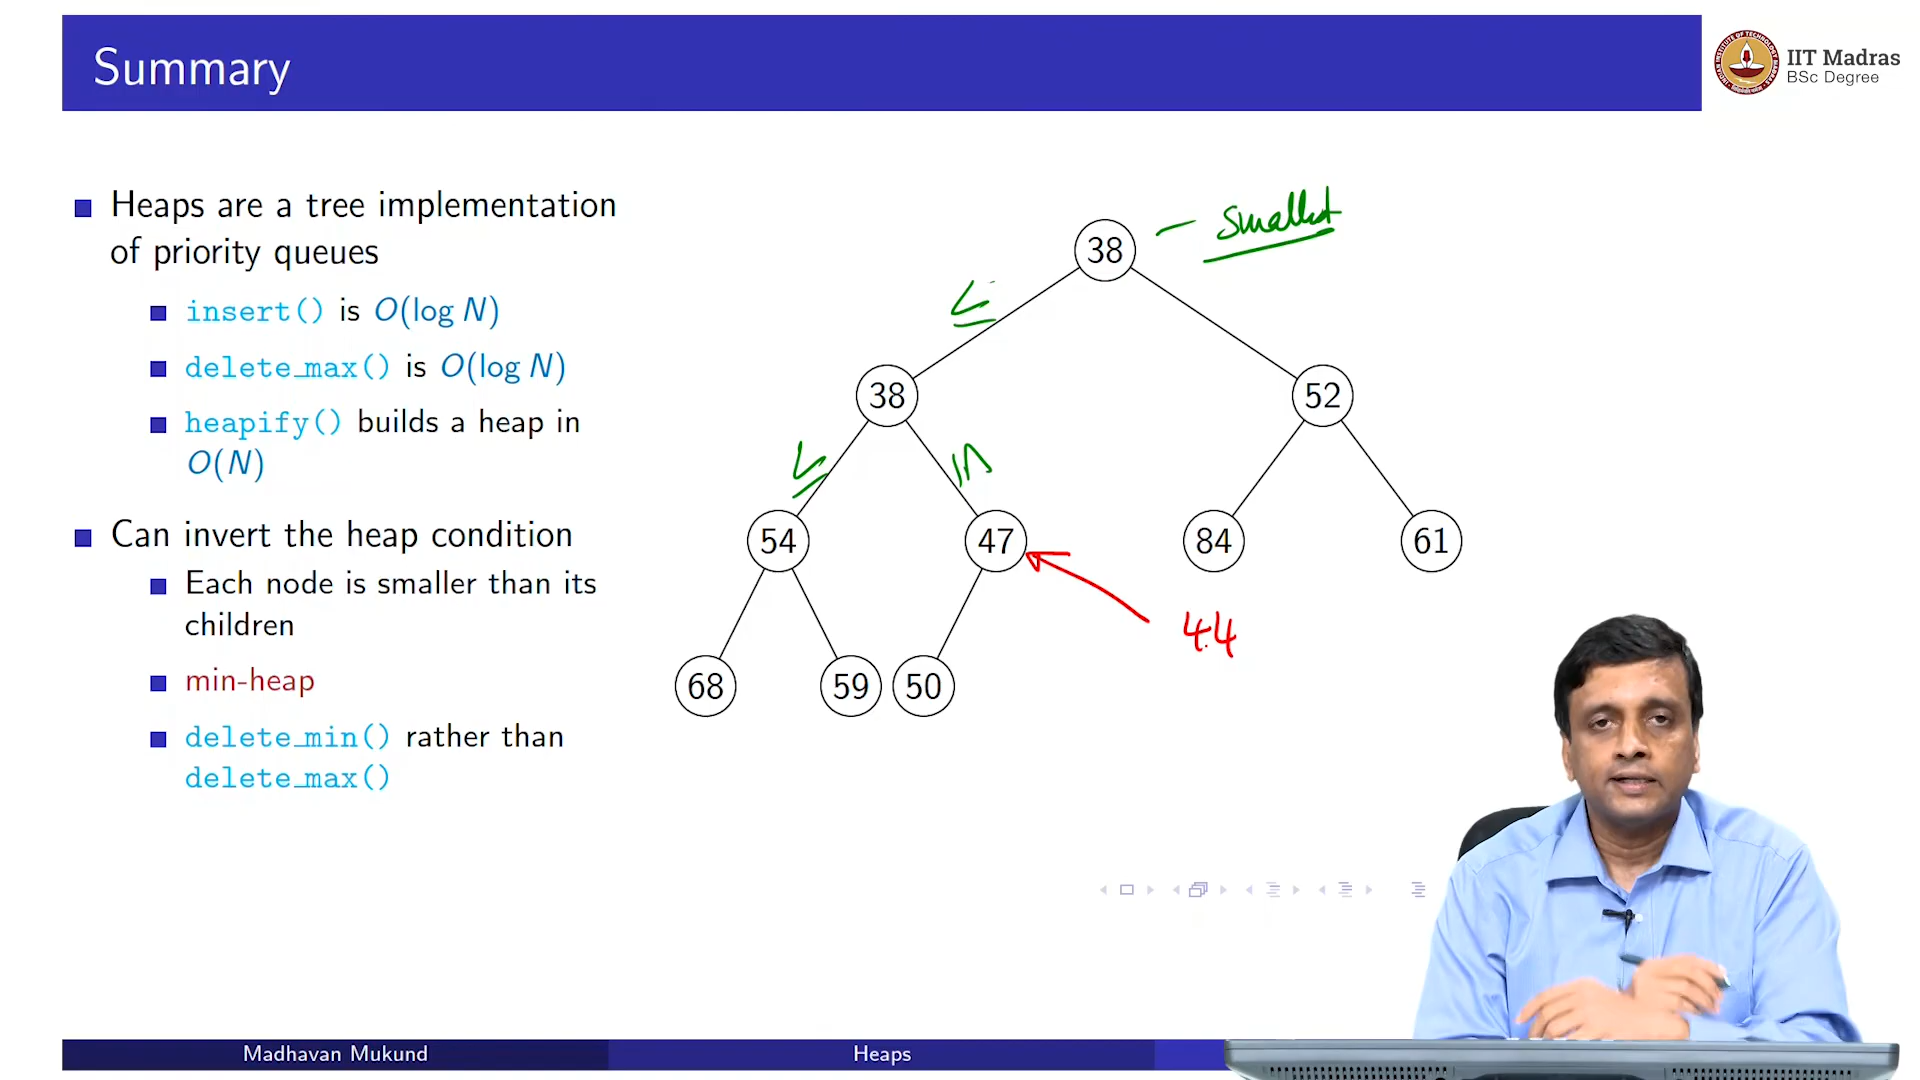 Summary
IIT Madras
BSc Degree
Heaps are a tree implementation
of priority queues
insert() is O(log N)
delete_max() is O(log N)
heapify() builds a heap in
O(N)
Can invert the heap condition
Each node is smaller than its
children
min-heap
delete_min() rather than
delete_max()
38 – smallest
≤
38 52
≤ ≤
54 47 84 61
44
68 59 50
Madhavan Mukund Heaps